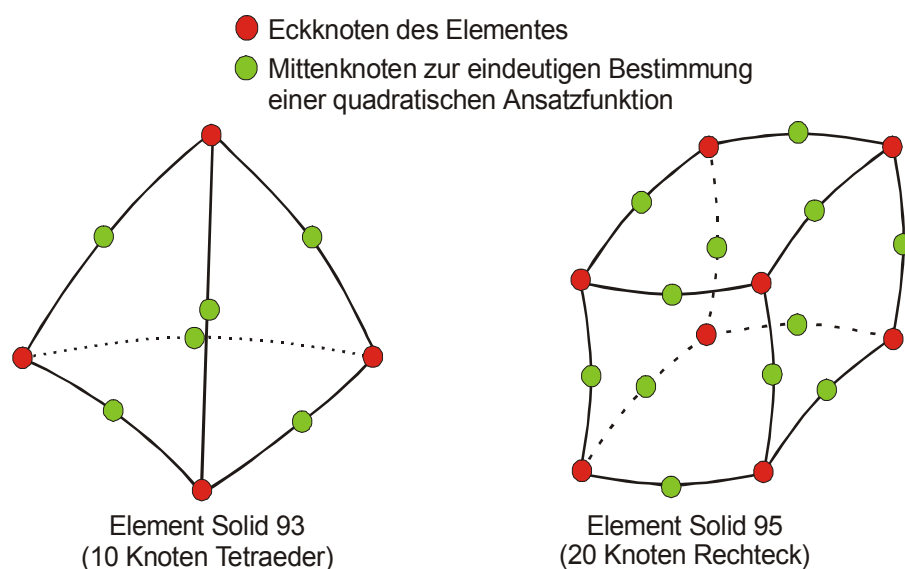 Eckknoten des Elementes
Mittenknoten zur eindeutigen Bestimmung
einer quadratischen Ansatzfunktion
Element Solid 93
(10 Knoten Tetraeder)
Element Solid 95
(20 Knoten Rechteck)